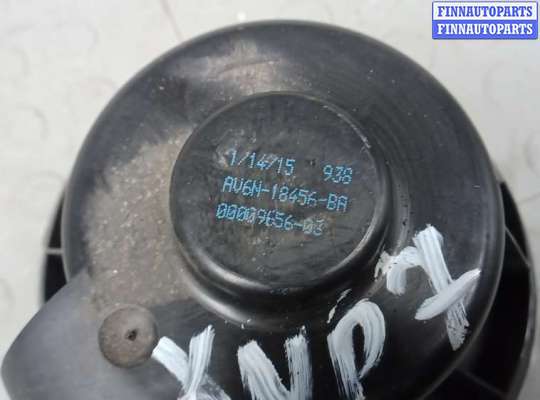 FINNAUTOPARTS
FINNAUTOPARTS
1/14/15 938
AV6N-18456-BA
00009656-03